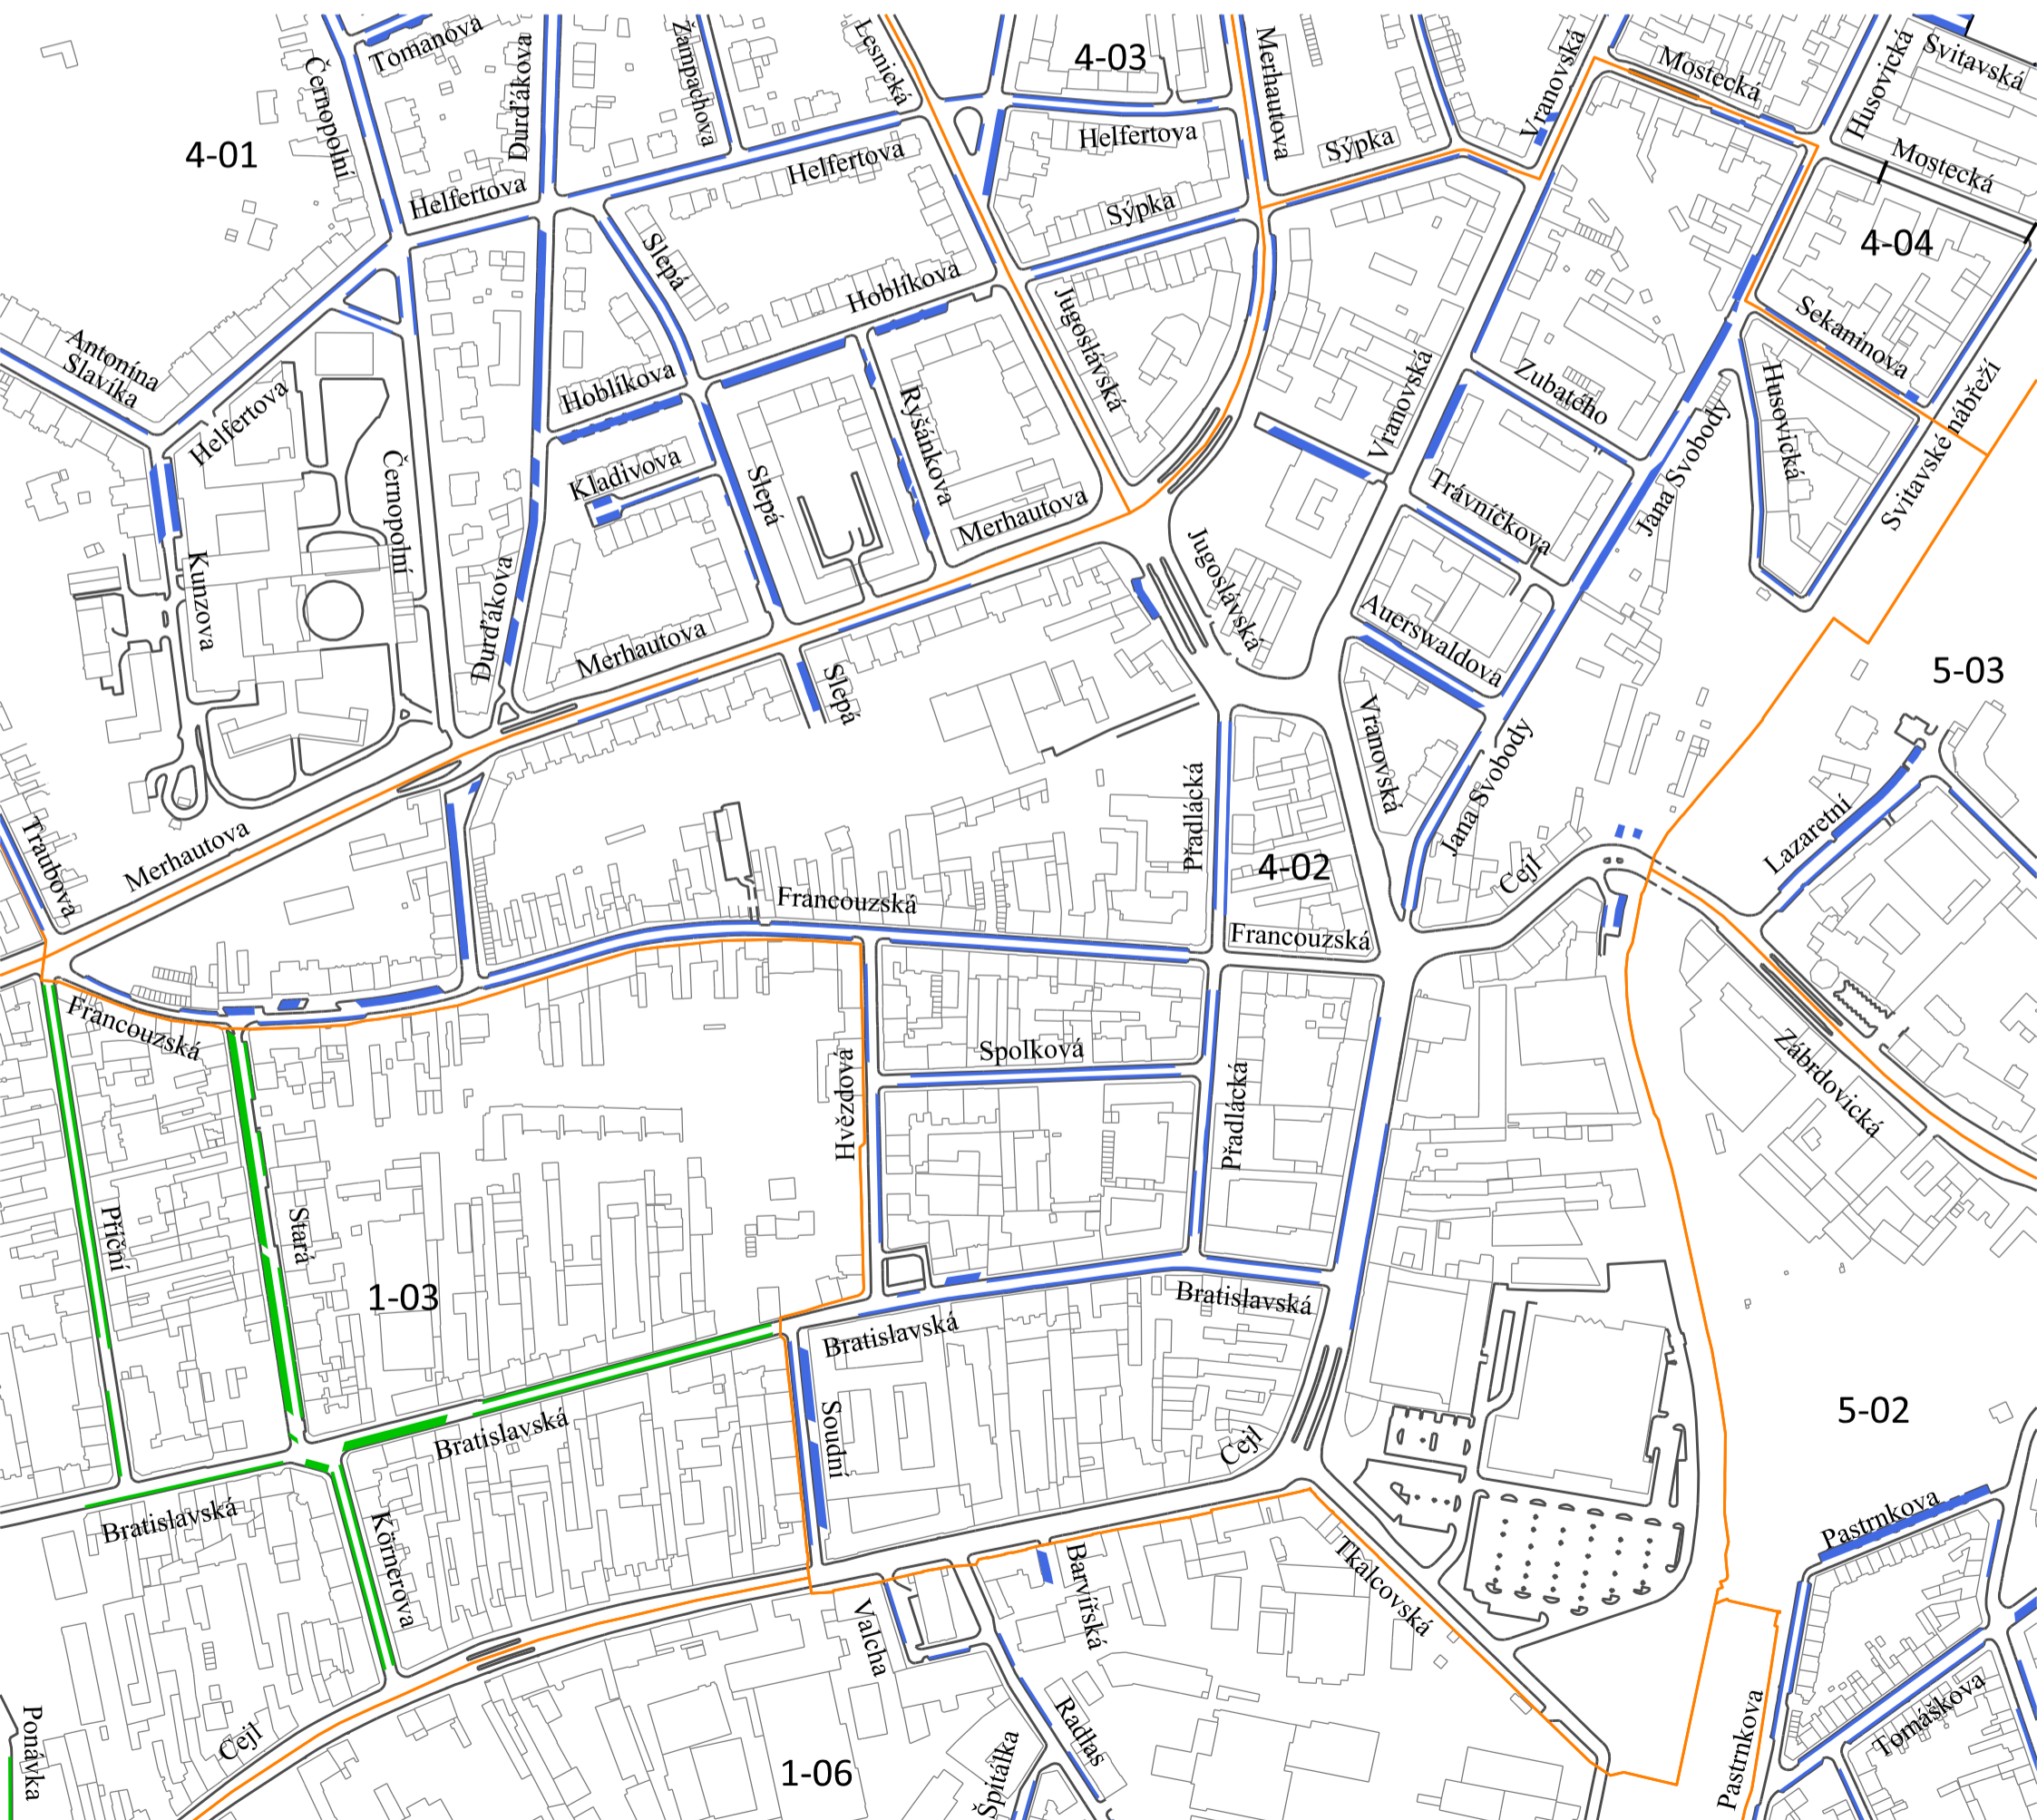 Tomanova
Černopolní
Durďákova
Zampachova
Lesnická
4-03
Merhautova
Vranovská
Mostecká
Husovická
Svitavská
4-01
Helfertova
Helfertova
Helfertova
Sýpka
Mostecká
Sýpka
4-04
Slepá
Hoblíkova
Jugoslávská
Sekaninova
Antonína
Slavíka
Helfertova
Hoblíkova
Ryšánkova
Vranovská
Zubatého
Husovická
Svitavské nábřeží
Černopolní
Kladivova
Slepá
Merhautova
Trávníčkova
Jana Svobody
Kunzova
Durďákova
Merhautova
Jugoslávská
Auerswaldova
5-03
Slepá
Vranovská
Jana Svobody
Přadlácká
Lazaretní
Traubova
Merhautova
4-02
Cejl
Francouzská
Francouzská
Francouzská
Spolková
Hvězdová
Přadlácká
Zábrdovická
Příční
Stará
1-03
Bratislavská
Bratislavská
5-02
Bratislavská
Soudní
Cejl
Bratislavská
Körnerova
Pastrnkova
Valcha
Barvířská
Tkalcovská
Ponávka
Cejl
1-06
Špitálka
Radlas
Pastrnkova
Tomáškova